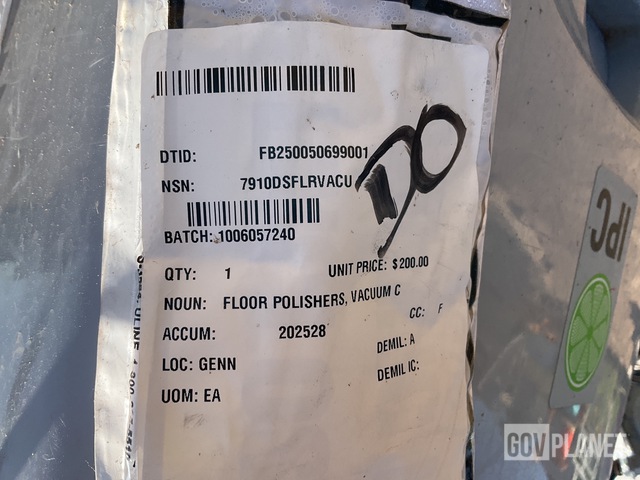 DTID: FB250050699001
NSN: 7910DSFLRVACU
BATCH: 1006057240
QTY: 1 UNIT PRICE: $200.00
NOUN: FLOOR POLISHERS, VACUUM C
CC: F
ACCUM: 202528
DEMIL: A
LOC: GENN
DEMIL IC:
UOM: EA
ULINE
IPC
GOVPLANET